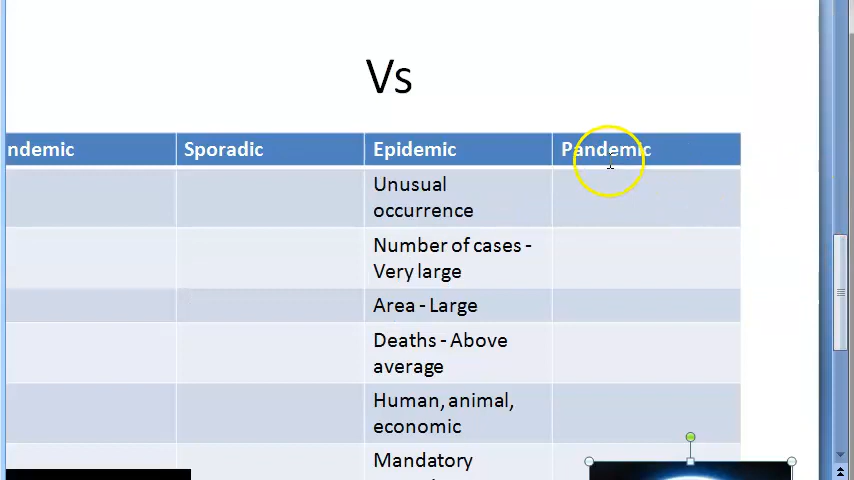 Vs
ndemic Sporadic Epidemic Pandemic
Unusual
occurrence
Number of cases -
Very large
Area - Large
Deaths - Above
average
Human, animal,
economic
Mandatory